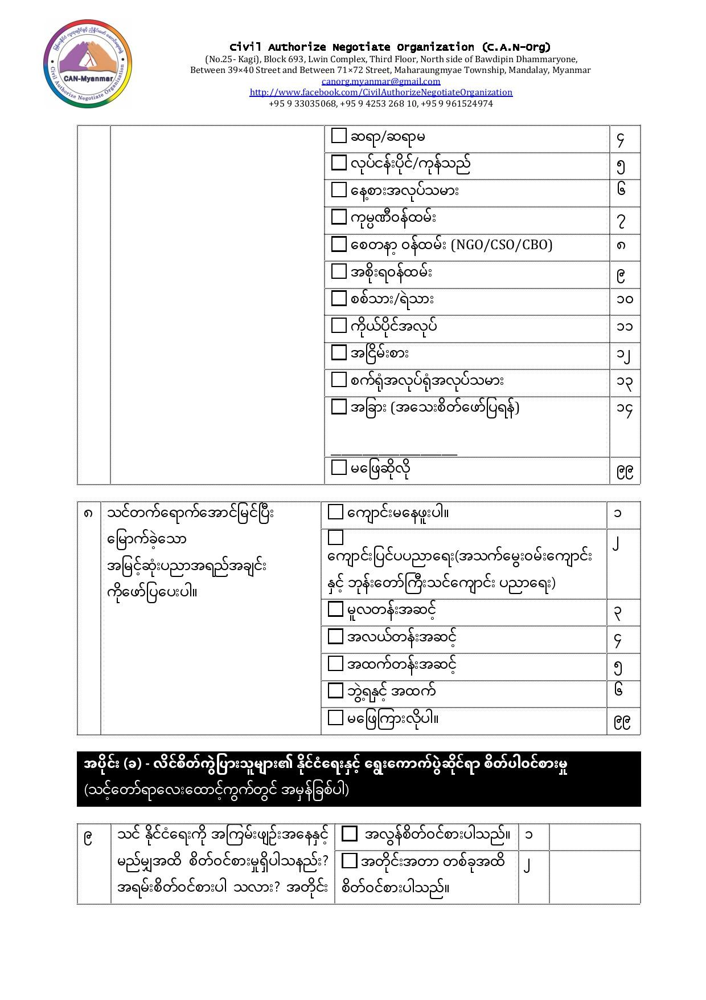 Civil Authorize Negotiate Organization (C.A.N-Org)
(No.25- Kagi), Block 693, Lwin Complex, Third Floor, North side of Bawdipin Dhammaryone,
Between 39×40 Street and Between 71×72 Street, Maharaungmyae Township, Mandalay, Myanmar
canorg.myanmar@gmail.com
http://www.facebook.com/CivilAuthorizeNegotiateOrganization
+95 9 33035068, +95 9 4253 268 10, +95 9 961524974
CAN-Myanmar
Civil Authorize Negotiate Organization
☐ ဆရာ/ဆရာမ ၄
☐ လုပ်ငန်းပိုင်/ကုန်သည် ၅
☐ နေ့စားအလုပ်သမား ၆
☐ ကုမ္ပဏီဝန်ထမ်း ၇
☐ စေတနာ့ ဝန်ထမ်း (NGO/CSO/CBO) ၈
☐ အစိုးရဝန်ထမ်း ၉
☐ စစ်သား/ရဲသား ၁၀
☐ ကိုယ်ပိုင်အလုပ် ၁၁
☐ အငြိမ်းစား ၁၂
☐ စက်ရုံအလုပ်ရုံအလုပ်သမား ၁၃
☐ အခြား (အသေးစိတ်ဖော်ပြရန်) ၁၄
____________________
☐ မဖြေဆိုလို ၉၉
၈ သင်တက်ရောက်အောင်မြင်ပြီး ☐ ကျောင်းမနေဖူးပါ။ ၁
မြောက်ခဲ့သော ☐ ၂
အမြင့်ဆုံးပညာအရည်အချင်း ကျောင်းပြင်ပပညာရေး(အသက်မွေးဝမ်းကျောင်း
ကိုဖော်ပြပေးပါ။ နှင့် ဘုန်းတော်ကြီးသင်ကျောင်း ပညာရေး)
☐ မူလတန်းအဆင့် ၃
☐ အလယ်တန်းအဆင့် ၄
☐ အထက်တန်းအဆင့် ၅
☐ ဘွဲ့ရနှင့် အထက် ၆
☐ မဖြေကြားလိုပါ။ ၉၉
အပိုင်း (ခ) - လိင်စိတ်ကွဲပြားသူများ၏ နိုင်ငံရေးနှင့် ရွေးကောက်ပွဲဆိုင်ရာ စိတ်ပါဝင်စားမှု
(သင့်တော်ရာလေးထောင့်ကွက်တွင် အမှန်ခြစ်ပါ)
၉ သင် နိုင်ငံရေးကို အကြမ်းဖျဉ်းအနေနှင့် ☐ အလွန်စိတ်ဝင်စားပါသည်။ ၁
မည်မျှအထိ စိတ်ဝင်စားမှုရှိပါသနည်း? ☐ အတိုင်းအတာ တစ်ခုအထိ ၂
အရမ်းစိတ်ဝင်စားပါ သလား? အတိုင်း စိတ်ဝင်စားပါသည်။